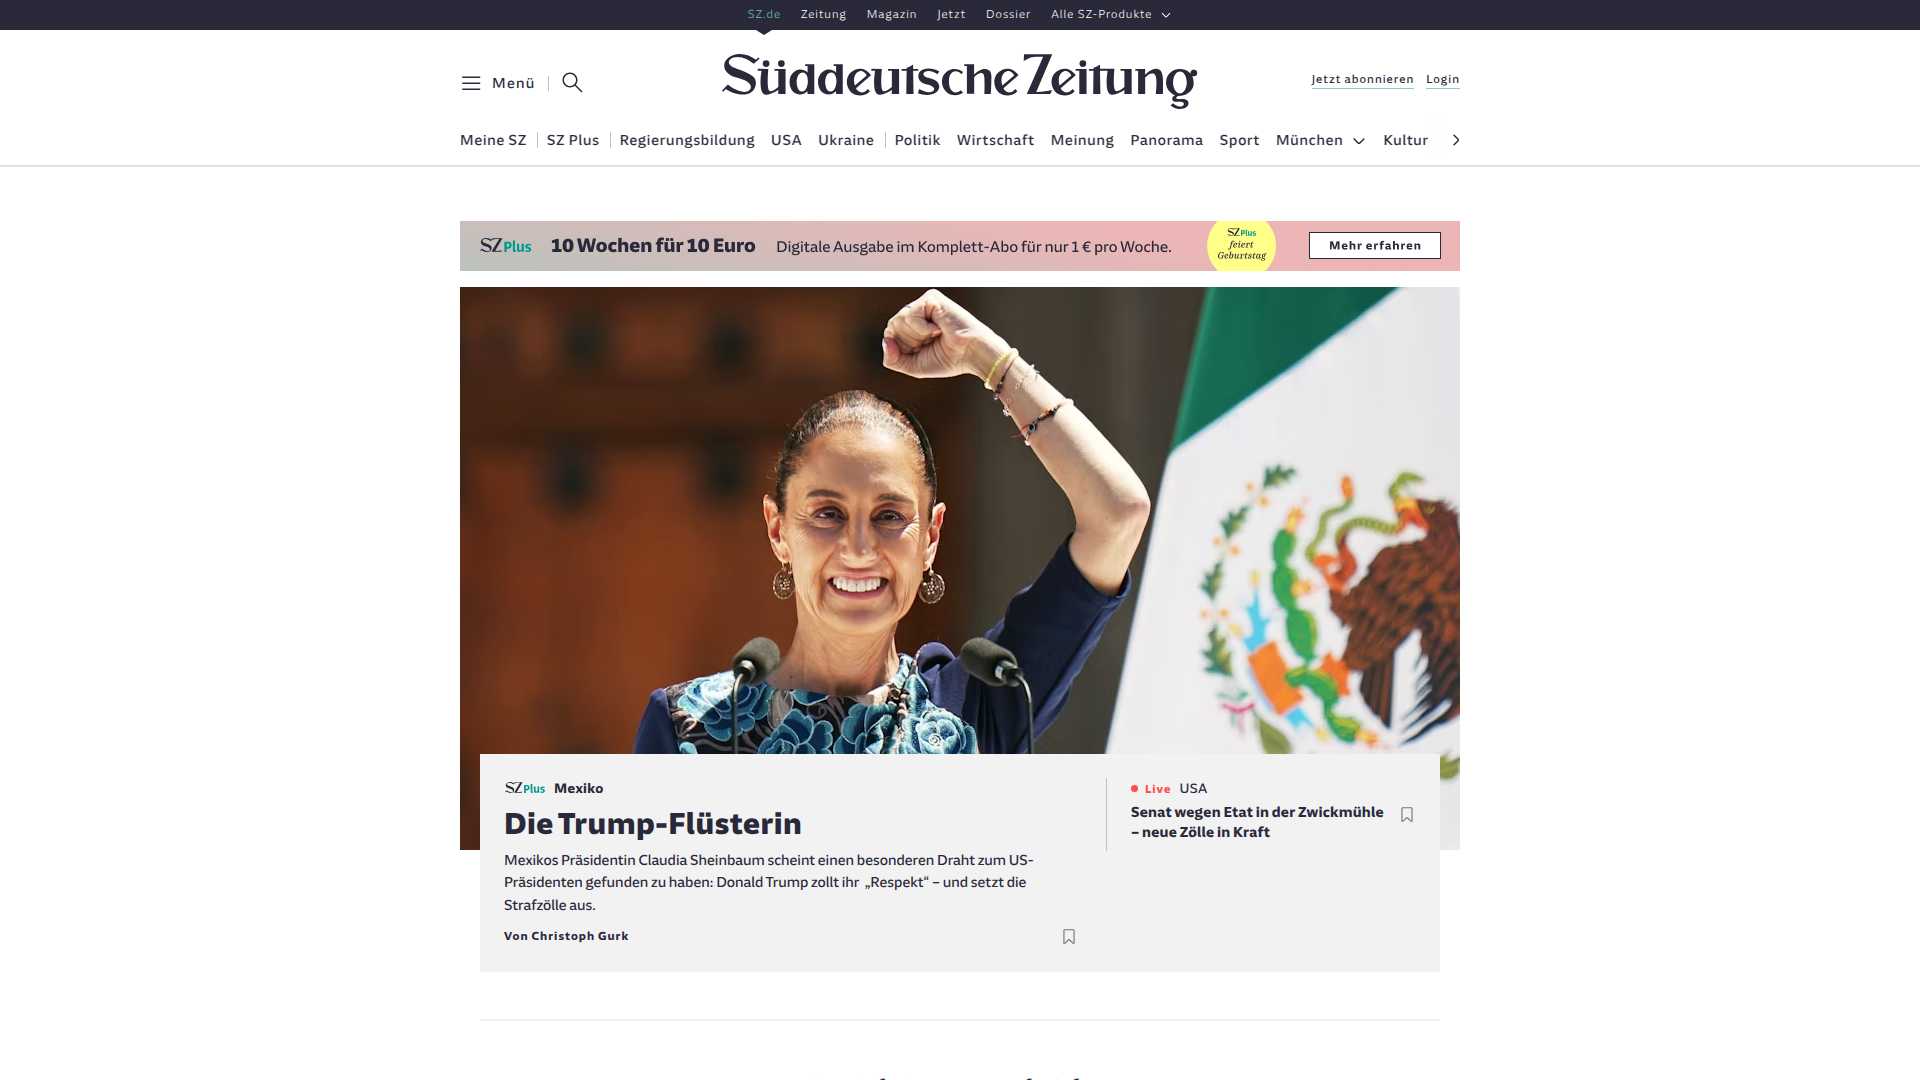 SZ.de Zeitung Magazin Jetzt Dossier Alle SZ-Produkte
Menü
Süddeutsche Zeitung
Jetzt abonnieren Login
Meine SZ SZ Plus Regierungsbildung USA Ukraine Politik Wirtschaft Meinung Panorama Sport München Kultur
SZ Plus 10 Wochen für 10 Euro Digitale Ausgabe im Komplett-Abo für nur 1 € pro Woche.
SZ Plus
feiert
Geburtstag
Mehr erfahren
SZ Plus Mexiko
Die Trump-Flüsterin
Mexikos Präsidentin Claudia Sheinbaum scheint einen besonderen Draht zum US-
Präsidenten gefunden zu haben: Donald Trump zollt ihr „Respekt“ – und setzt die
Strafzölle aus.
Von Christoph Gurk
Live USA
Senat wegen Etat in der Zwickmühle
– neue Zölle in Kraft